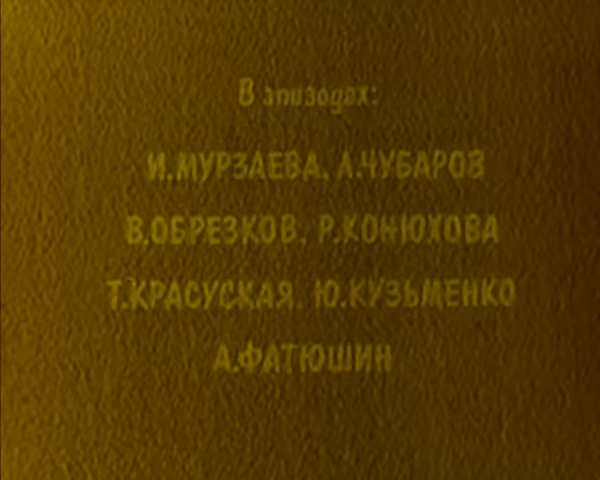 В эпизодах:
И.МУРЗАЕВА, А.ЧУБАРОВ
В.ОБРЕЗКОВ, Р.КОНЮХОВА
Т.КРАСУСКАЯ, Ю.КУЗЬМЕНКО
А.ФАТЮШИН